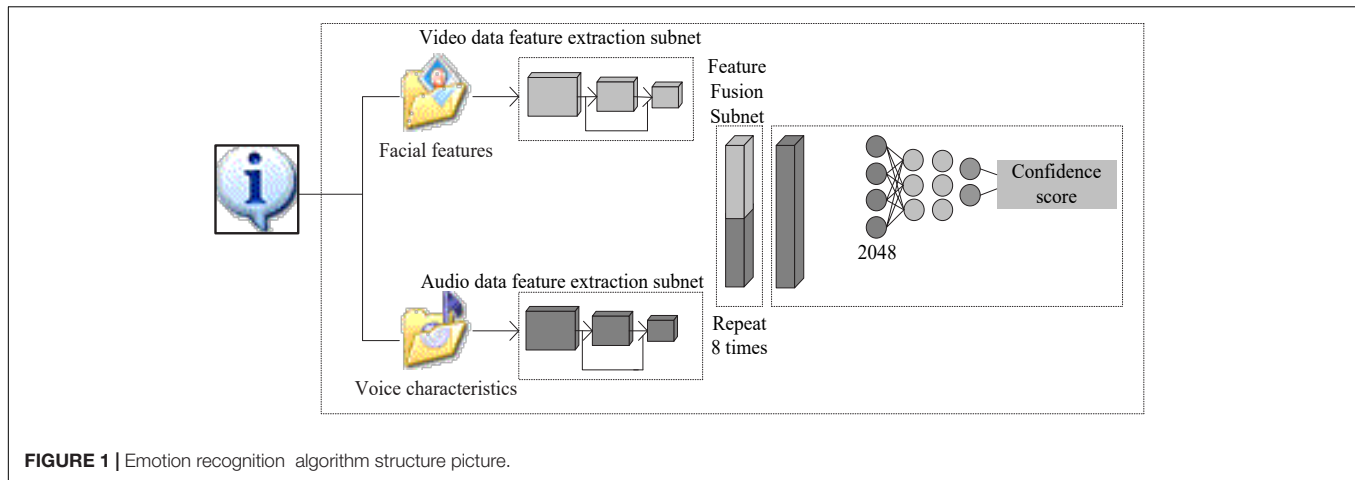 Video data feature extraction subnet
Feature
Fusion
Subnet
Facial features
Confidence
score
2048
Audio data feature extraction subnet
Repeat
8 times
Voice characteristics
FIGURE 1 | Emotion recognition algorithm structure picture.